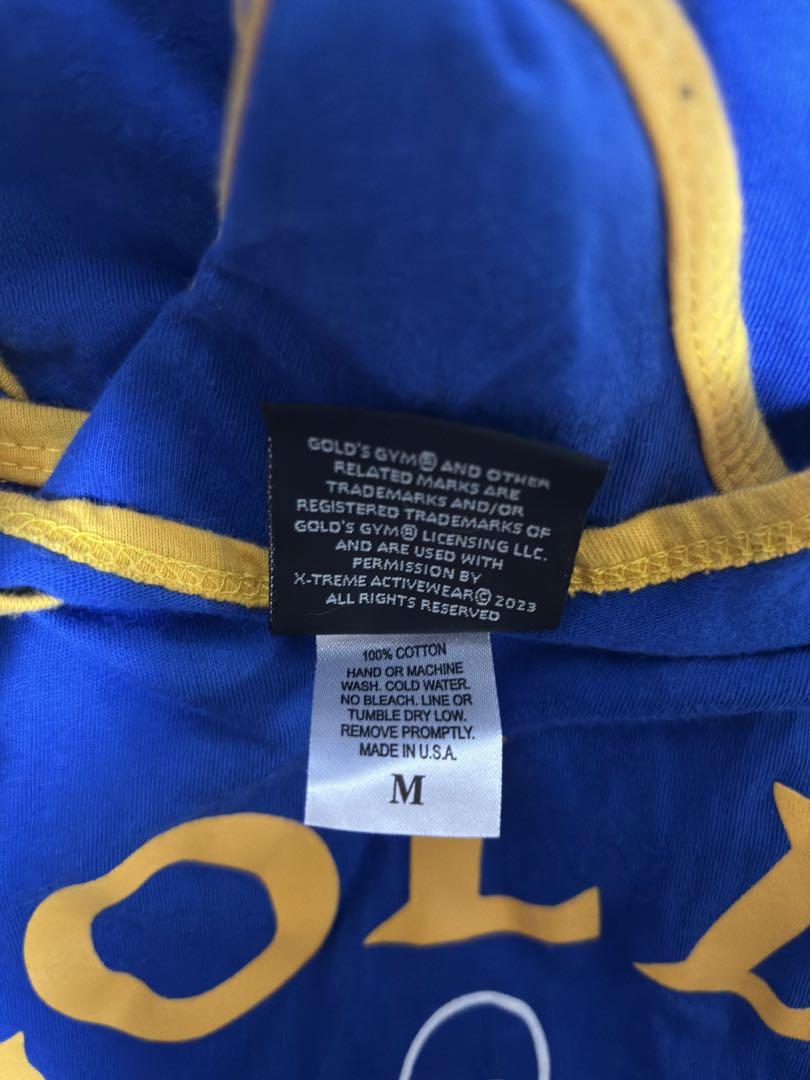 GOLD'S GYM® AND OTHER
RELATED MARKS ARE
TRADEMARKS AND/OR
REGISTERED TRADEMARKS OF
GOLD'S GYM® LICENSING LLC.
AND ARE USED WITH
PERMISSION BY
X-TREME ACTIVEWEAR© 2023
ALL RIGHTS RESERVED
100% COTTON
HAND OR MACHINE
WASH. COLD WATER.
NO BLEACH. LINE OR
TUMBLE DRY LOW.
REMOVE PROMPTLY.
MADE IN U.S.A.
M
OL